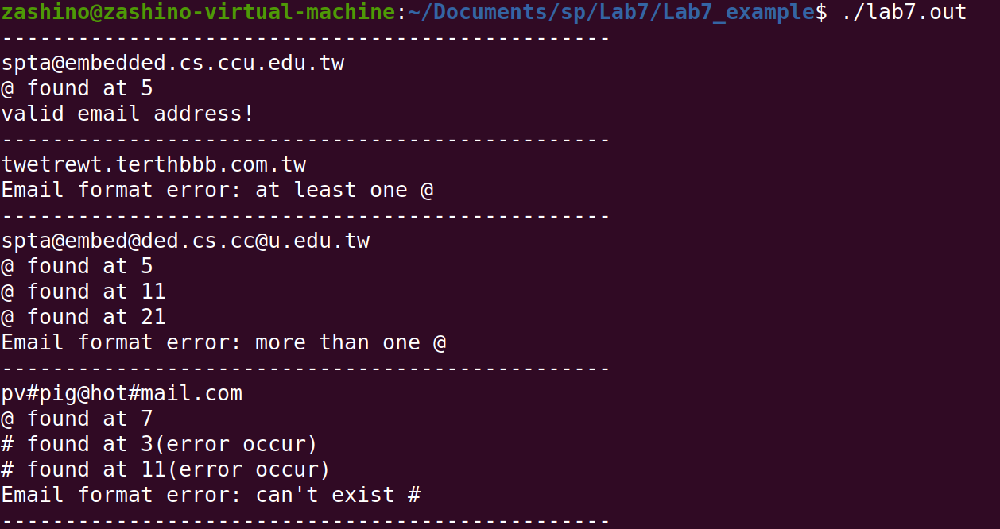 zashino@zashino-virtual-machine:~/Documents/sp/Lab7/Lab7_example$ ./lab7.out
------------------------------------------------
spta@embedded.cs.ccu.edu.tw
@ found at 5
valid email address!
------------------------------------------------
twetrewt.terthbbb.com.tw
Email format error: at least one @
------------------------------------------------
spta@embed@ded.cs.cc@u.edu.tw
@ found at 5
@ found at 11
@ found at 21
Email format error: more than one @
------------------------------------------------
pv#pig@hot#mail.com
@ found at 7
# found at 3(error occur)
# found at 11(error occur)
Email format error: can't exist #
------------------------------------------------